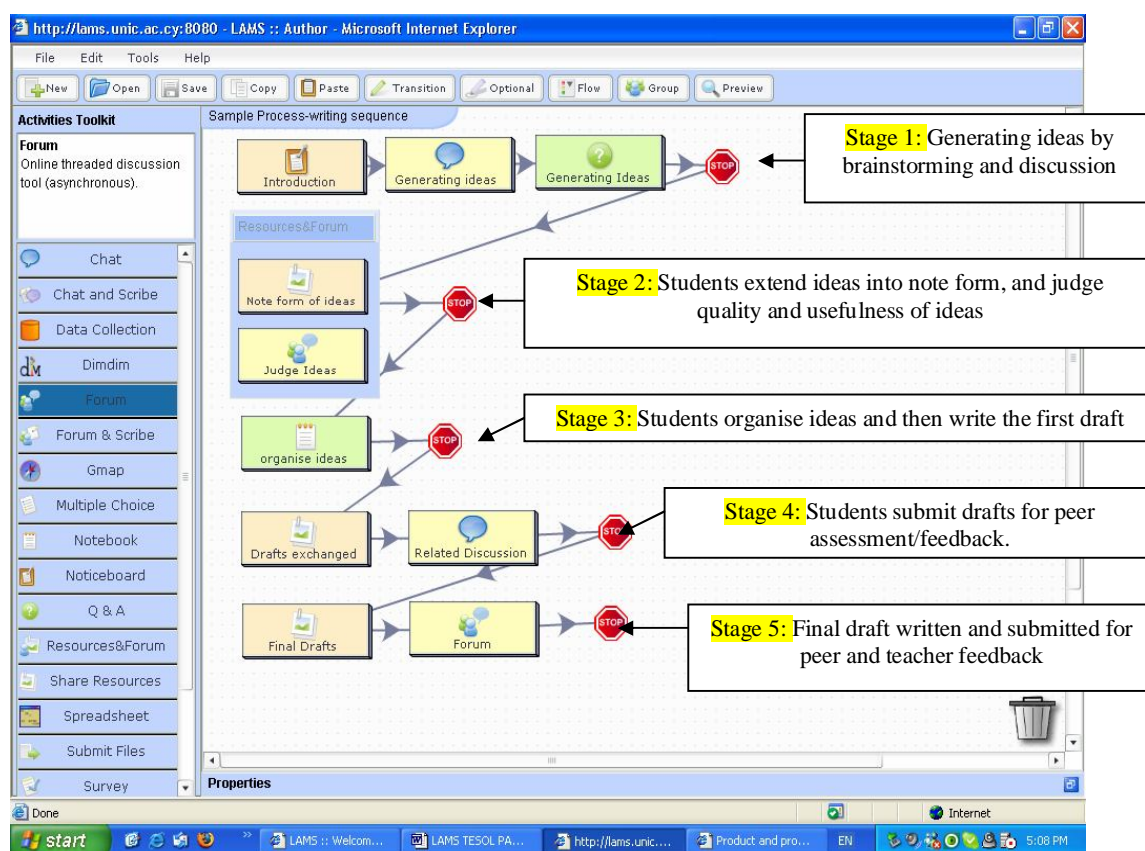 http://lams.unic.ac.cy:8080 - LAMS :: Author - Microsoft Internet Explorer
File Edit Tools Help
New Open Save Copy Paste Transition Optional Flow Group Preview
Activities Toolkit
Forum
Online threaded discussion
tool (asynchronous).
Chat
Chat and Scribe
Data Collection
Dimdim
Forum
Forum & Scribe
Gmap
Multiple Choice
Notebook
Noticeboard
Q & A
Resources&Forum
Share Resources
Spreadsheet
Submit Files
Survey
Sample Process-writing sequence
Introduction
Generating ideas
Generating Ideas
STOP
Stage 1: Generating ideas by
brainstorming and discussion
Resources&Forum
Note form of ideas
Judge Ideas
STOP
Stage 2: Students extend ideas into note form, and judge
quality and usefulness of ideas
organise ideas
STOP
Stage 3: Students organise ideas and then write the first draft
Drafts exchanged
Related Discussion
STOP
Stage 4: Students submit drafts for peer
assessment/feedback.
Final Drafts
Forum
STOP
Stage 5: Final draft written and submitted for
peer and teacher feedback
Properties
Done
Internet
start
LAMS :: Welcom...
LAMS TESOL PA...
http://lams.unic....
Product and pro...
EN
5:08 PM